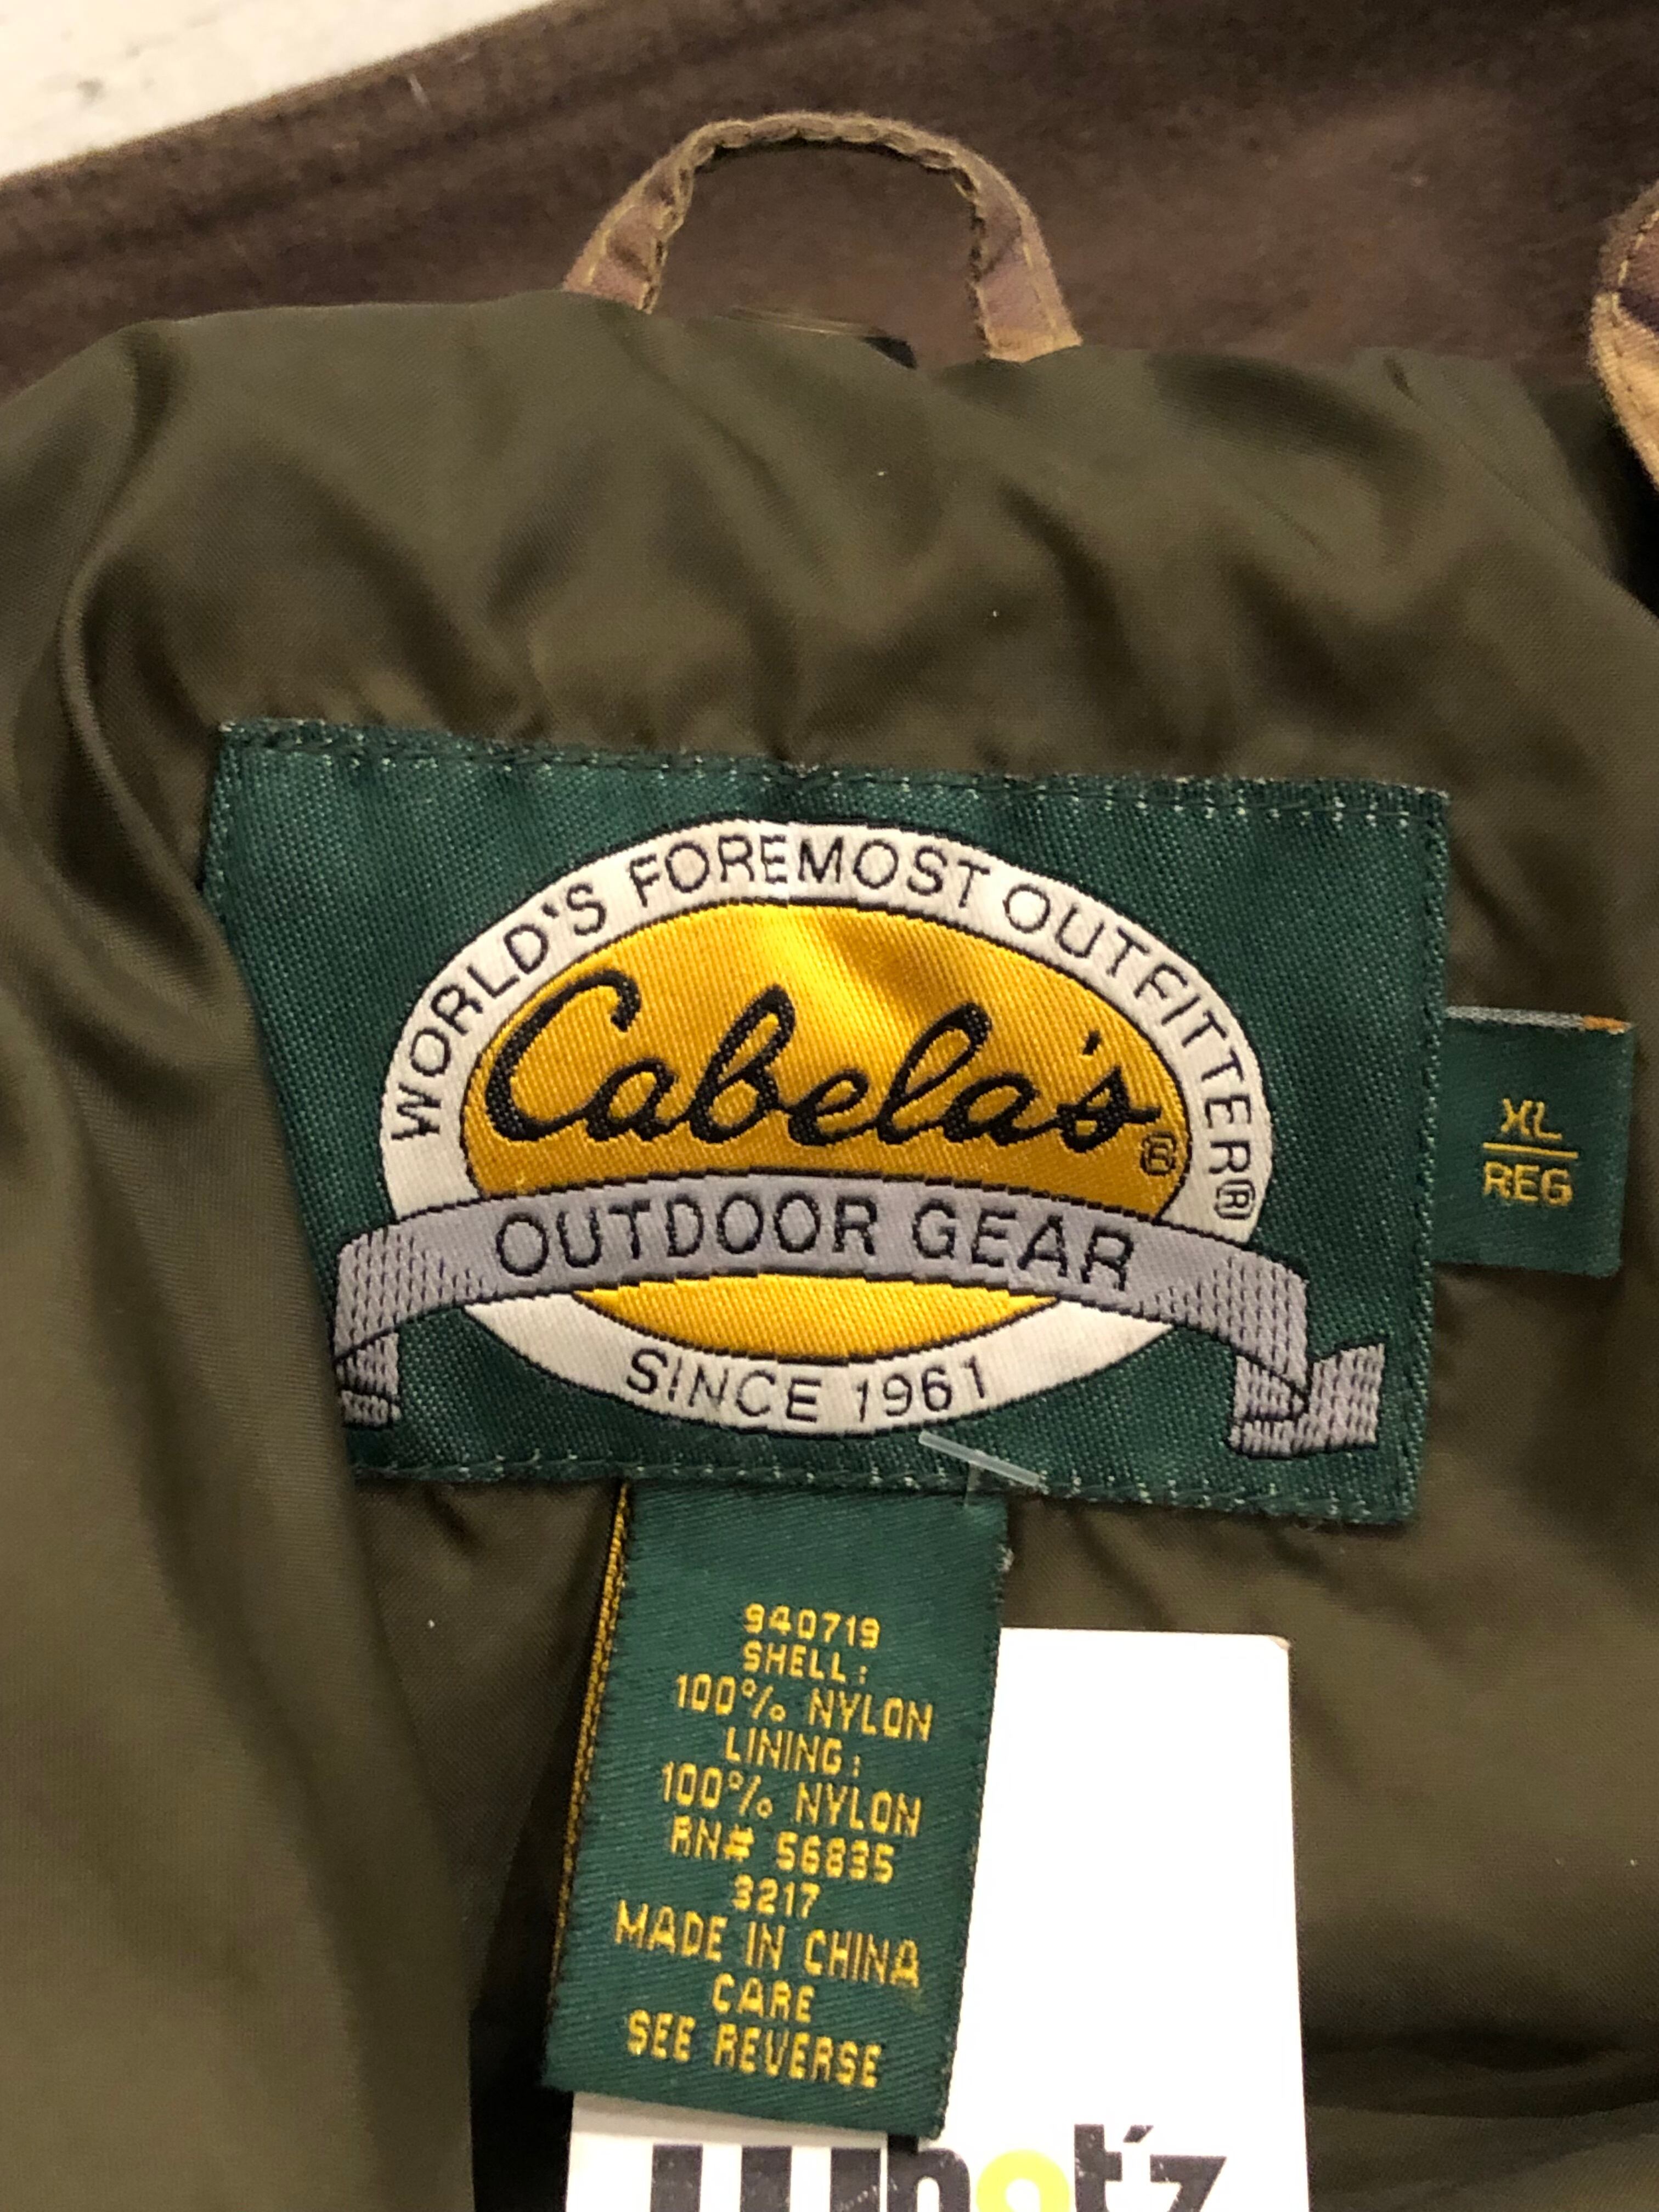 WORLD'S FOREMOST OUTFITTER®
Cabela's®
OUTDOOR GEAR
SINCE 1961
XL
REG
940719
SHELL:
100% NYLON
LINING:
100% NYLON
RN# 56835
3217
MADE IN CHINA
CARE
SEE REVERSE